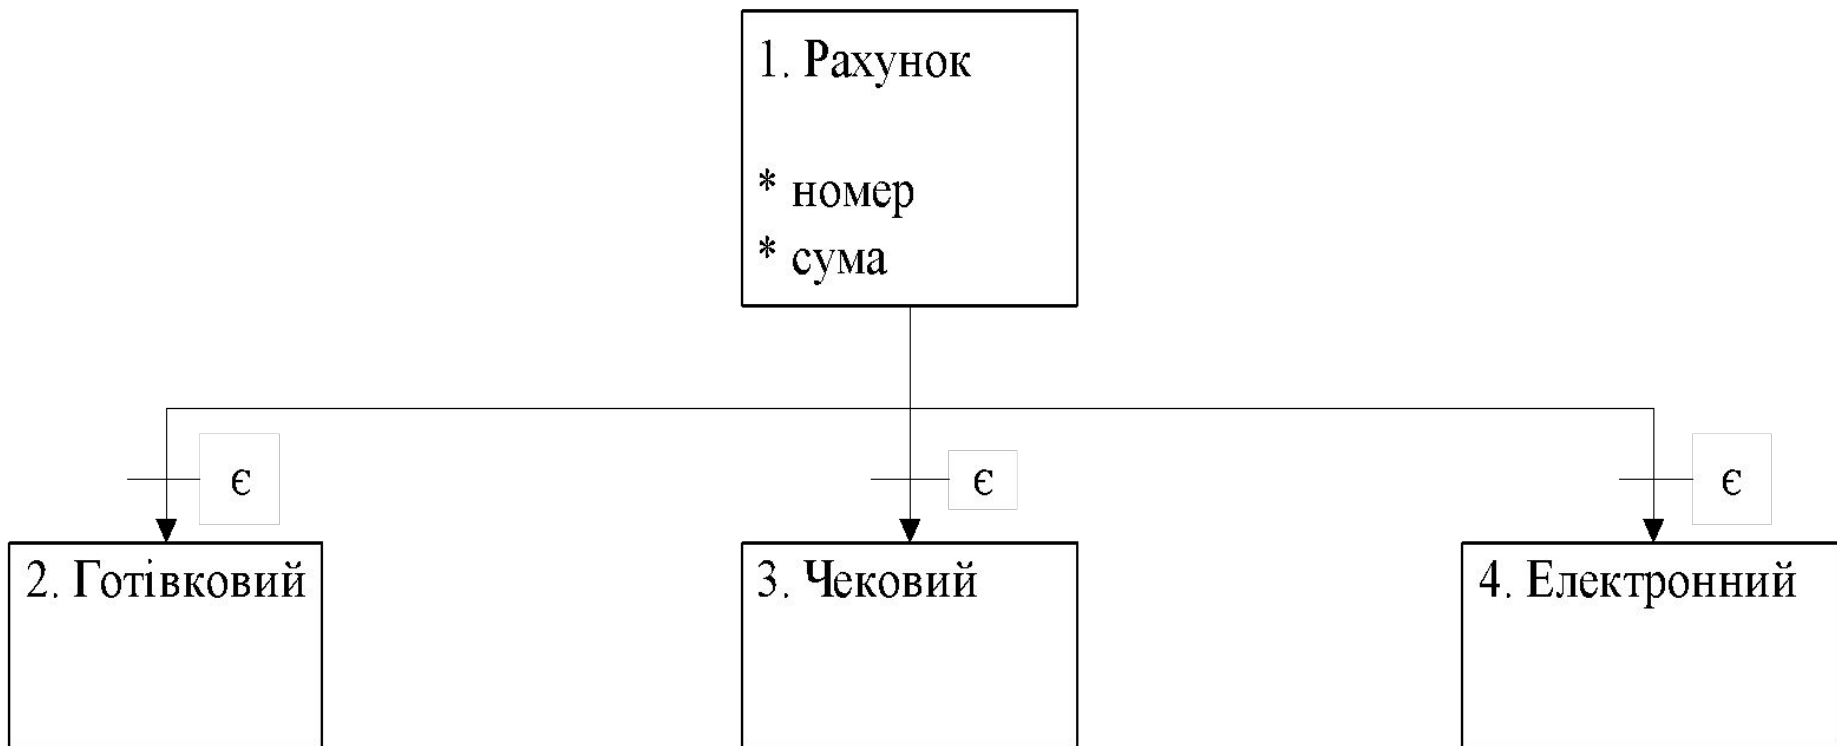 1. Рахунок
* номер
* сума
є
є
є
2. Готівковий
3. Чековий
4. Електронний